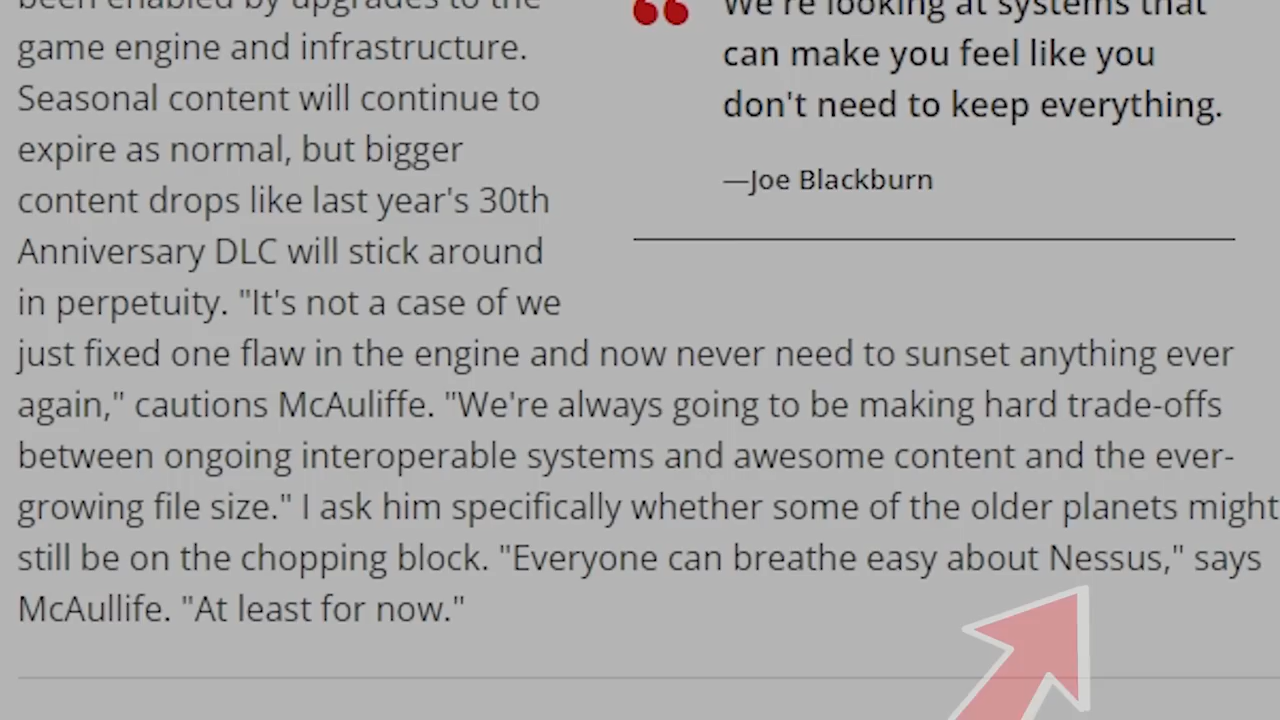 been enabled by upgrades to the
game engine and infrastructure.
Seasonal content will continue to
expire as normal, but bigger
content drops like last year's 30th
Anniversary DLC will stick around
in perpetuity. "It's not a case of we
just fixed one flaw in the engine and now never need to sunset anything ever
again," cautions McAuliffe. "We're always going to be making hard trade-offs
between ongoing interoperable systems and awesome content and the ever-
growing file size." I ask him specifically whether some of the older planets might
still be on the chopping block. "Everyone can breathe easy about Nessus," says
McAullife. "At least for now."
“ We're looking at systems that
can make you feel like you
don't need to keep everything.
—Joe Blackburn